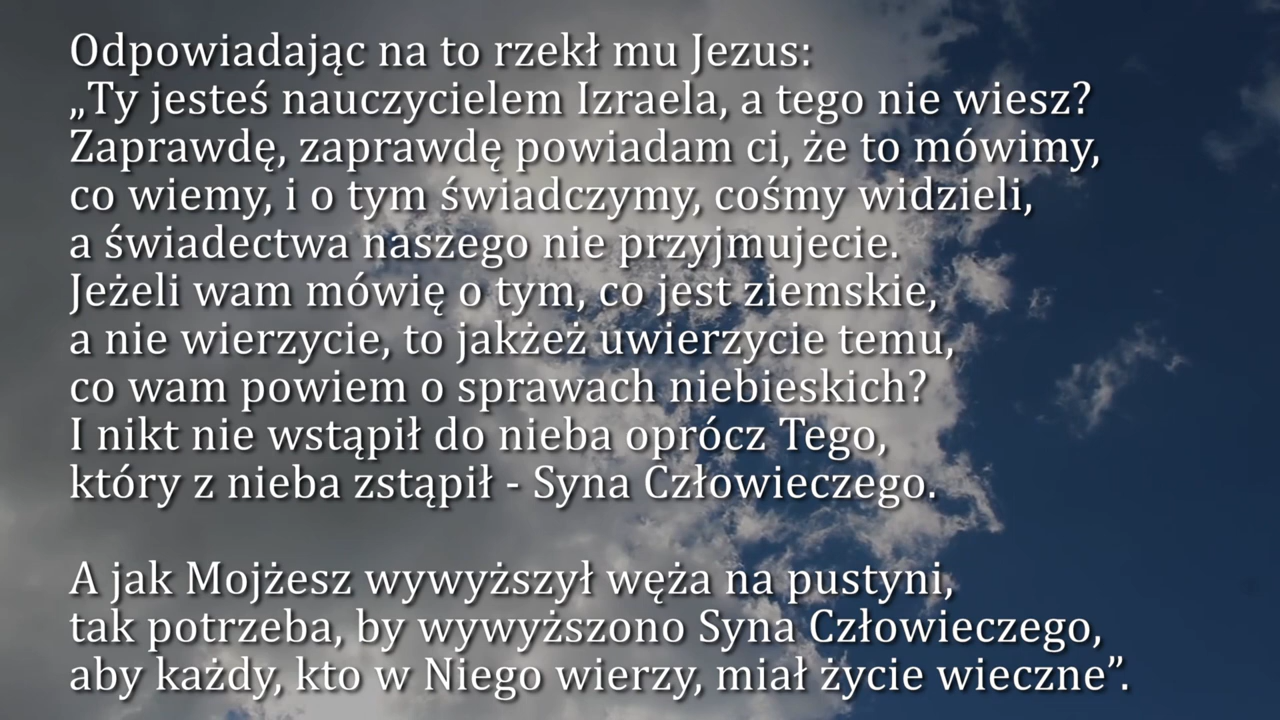 Odpowiadając na to rzekł mu Jezus:
„Ty jesteś nauczycielem Izraela, a tego nie wiesz?
Zaprawdę, zaprawdę powiadam ci, że to mówimy,
co wiemy, i o tym świadczymy, cośmy widzieli,
a świadectwa naszego nie przyjmujecie.
Jeżeli wam mówię o tym, co jest ziemskie,
a nie wierzycie, to jakżeż uwierzycie temu,
co wam powiem o sprawach niebieskich?
I nikt nie wstąpił do nieba oprócz Tego,
który z nieba zstąpił - Syna Człowieczego.
A jak Mojżesz wywyższył węża na pustyni,
tak potrzeba, by wywyższono Syna Człowieczego,
aby każdy, kto w Niego wierzy, miał życie wieczne”.